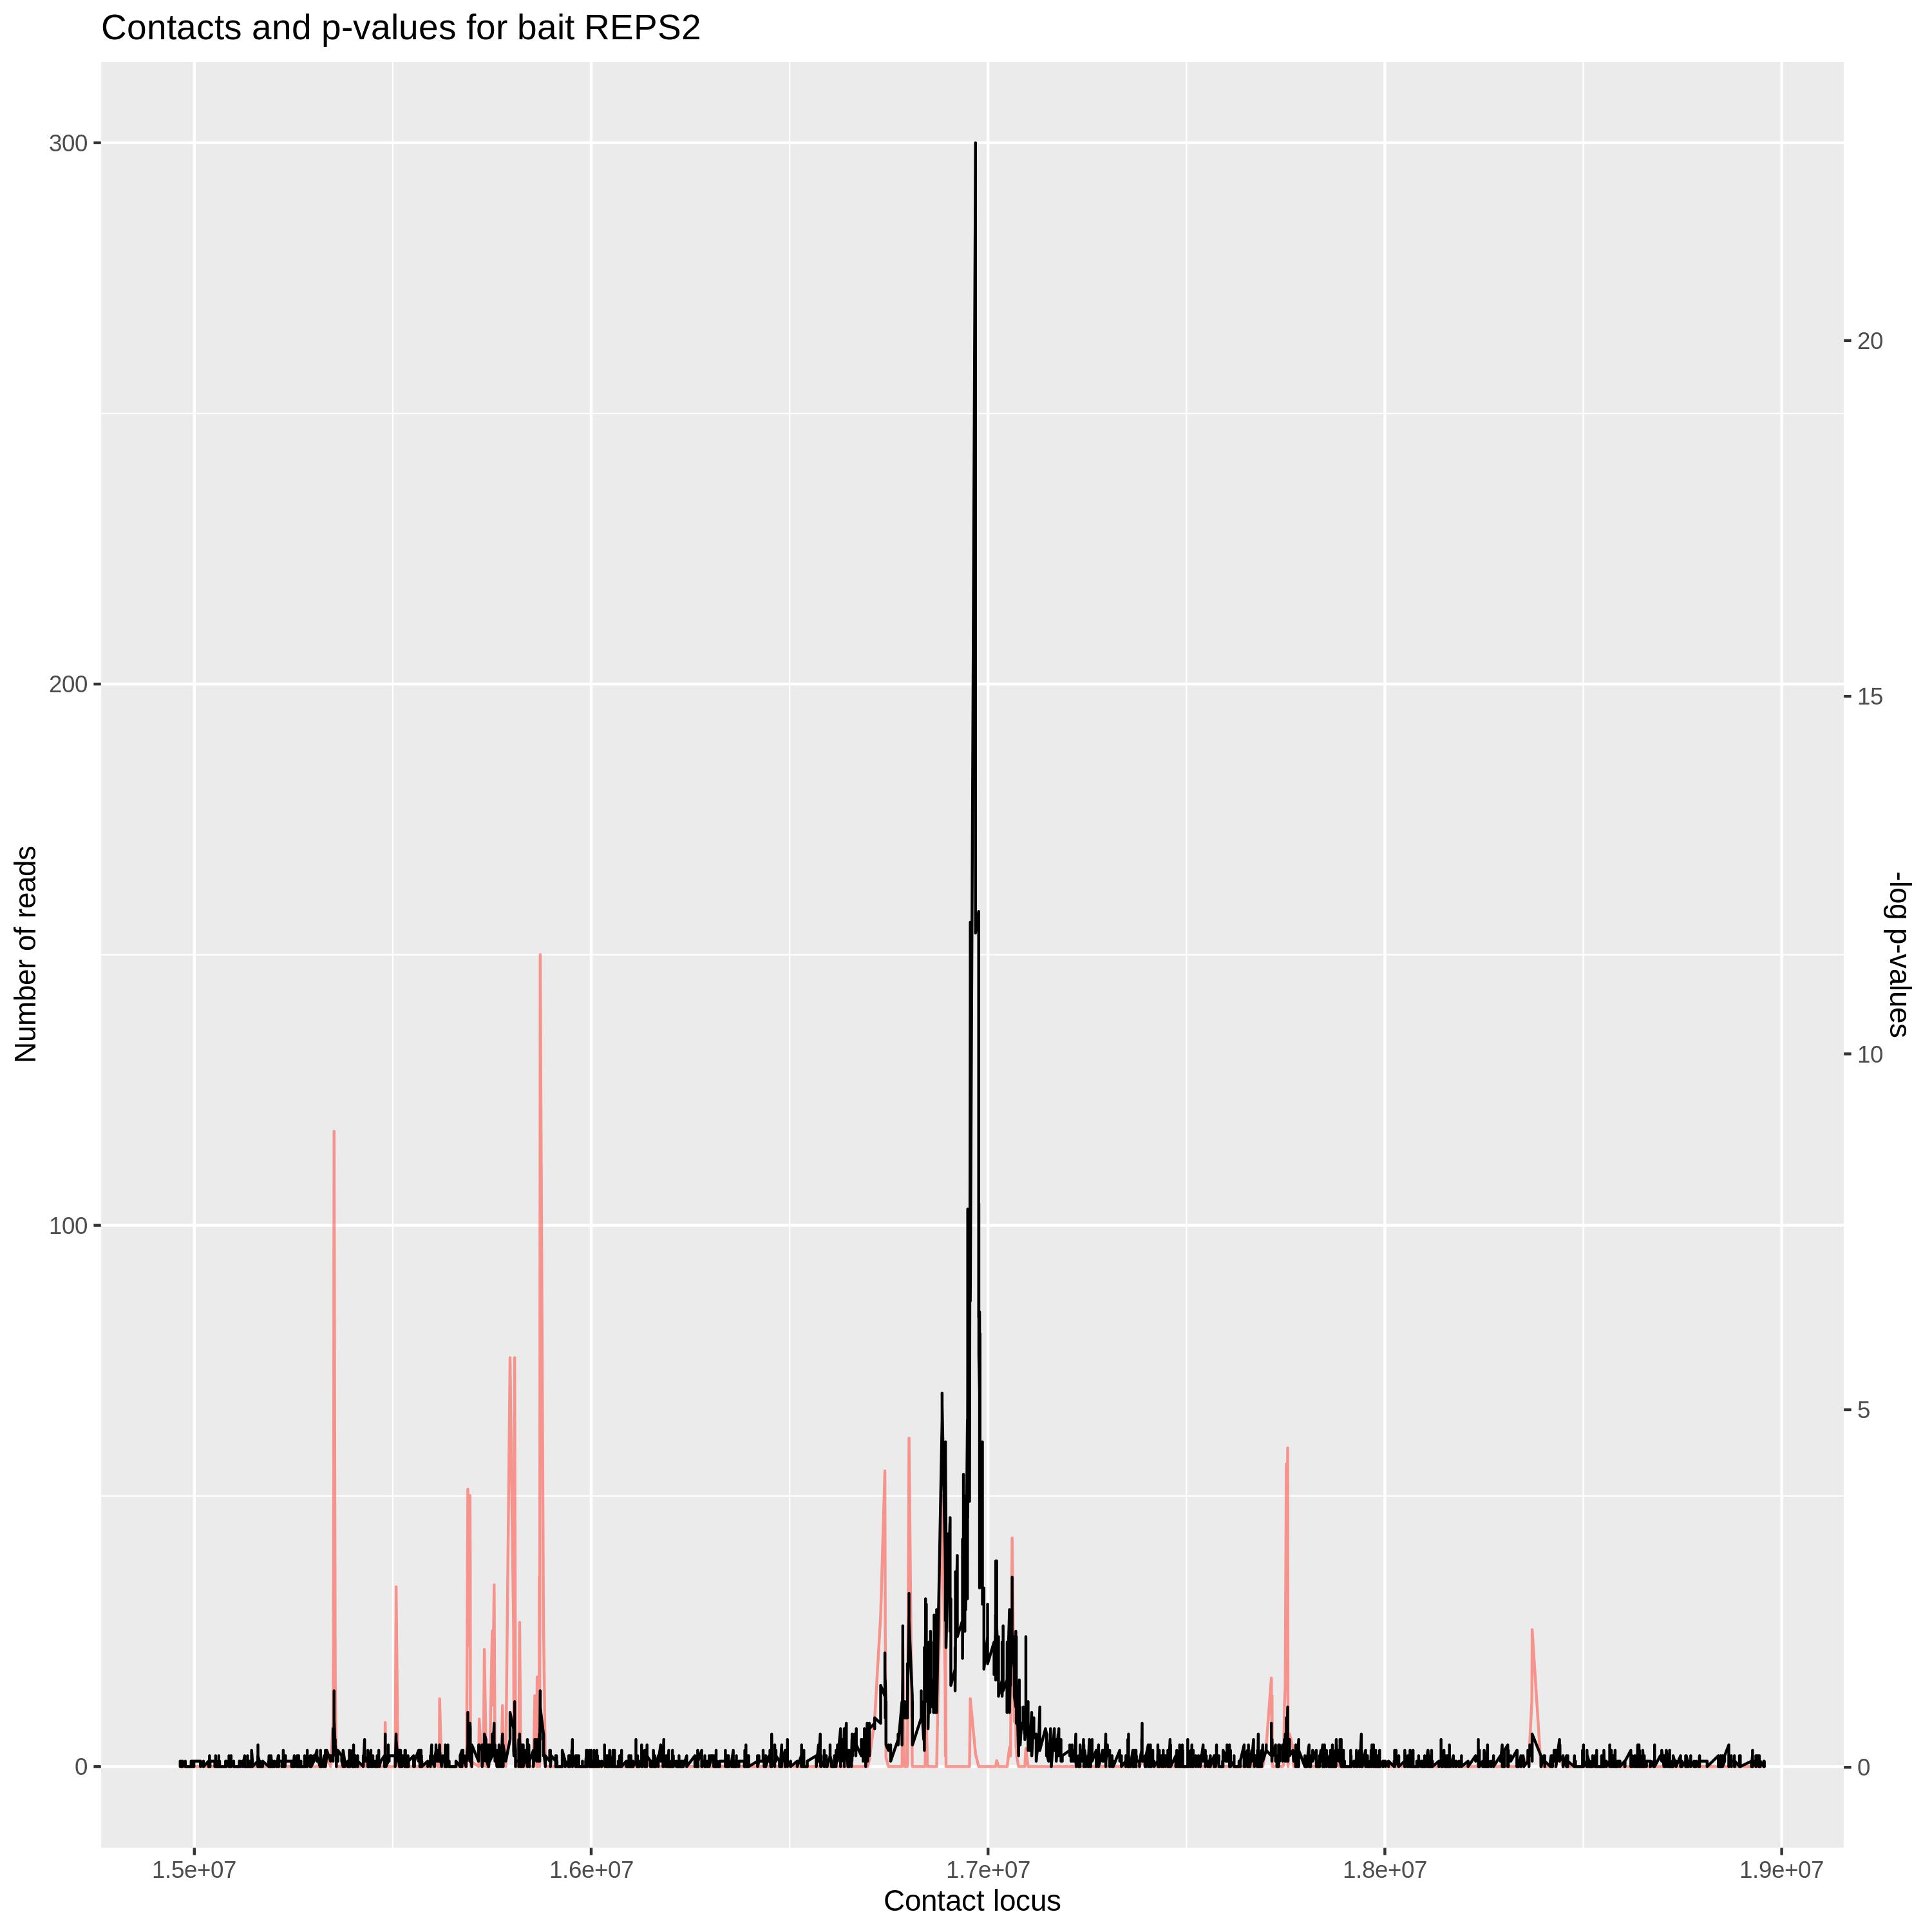 Contacts and p-values for bait REPS2
300
200
100
0
Number of reads
20
15
10
5
0
-log p-values
1.5e+07
1.6e+07
1.7e+07
1.8e+07
1.9e+07
Contact locus